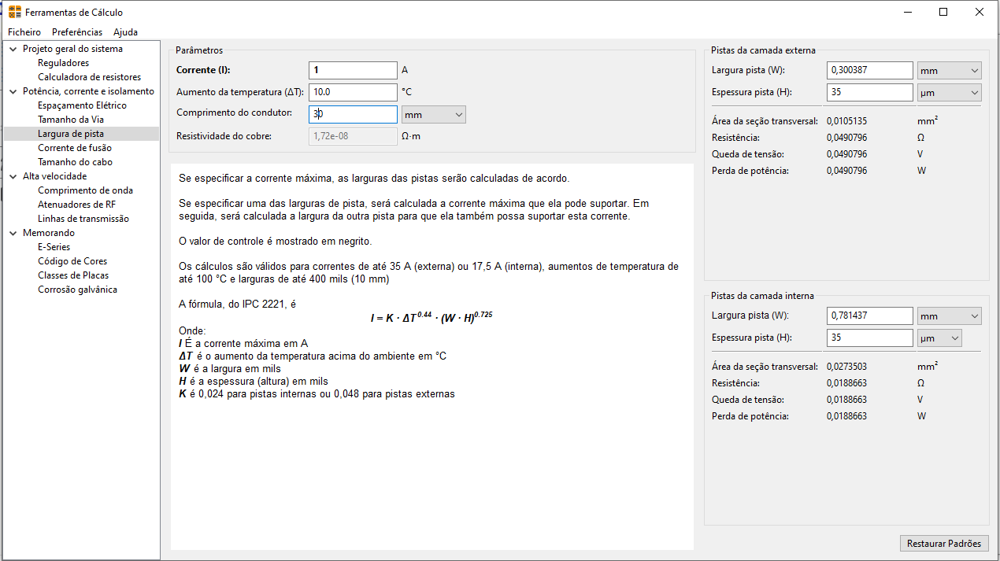 Ferramentas de Cálculo
Ficheiro Preferências Ajuda
Projeto geral do sistema
Reguladores
Calculadora de resistores
Potência, corrente e isolamento
Espaçamento Elétrico
Tamanho da Via
Largura de pista
Corrente de fusão
Tamanho do cabo
Alta velocidade
Comprimento de onda
Atenuadores de RF
Linhas de transmissão
Memorando
E-Series
Código de Cores
Classes de Placas
Corrosão galvânica
Parâmetros
Corrente (I): 1 A
Aumento da temperatura (ΔT): 10.0 °C
Comprimento do condutor: 30 mm
Resistividade do cobre: 1,72e-08 Ω·m
Se especificar a corrente máxima, as larguras das pistas serão calculadas de acordo.
Se especificar uma das larguras de pista, será calculada a corrente máxima que ela pode suportar. Em
seguida, será calculada a largura da outra pista para que ela também possa suportar esta corrente.
O valor de controle é mostrado em negrito.
Os cálculos são válidos para correntes de até 35 A (externa) ou 17,5 A (interna), aumentos de temperatura de
até 100 °C e larguras de até 400 mils (10 mm)
A fórmula, do IPC 2221, é
I = K · ΔT^0.44 · (W · H)^0.725
Onde:
I É a corrente máxima em A
ΔT é o aumento da temperatura acima do ambiente em °C
W é a largura em mils
H é a espessura (altura) em mils
K é 0,024 para pistas internas ou 0,048 para pistas externas
Pistas da camada externa
Largura pista (W): 0,300387 mm
Espessura pista (H): 35 µm
Área da seção transversal: 0,0105135 mm²
Resistência: 0,0490796 Ω
Queda de tensão: 0,0490796 V
Perda de potência: 0,0490796 W
Pistas da camada interna
Largura pista (W): 0,781437 mm
Espessura pista (H): 35 µm
Área da seção transversal: 0,0273503 mm²
Resistência: 0,0188663 Ω
Queda de tensão: 0,0188663 V
Perda de potência: 0,0188663 W
Restaurar Padrões